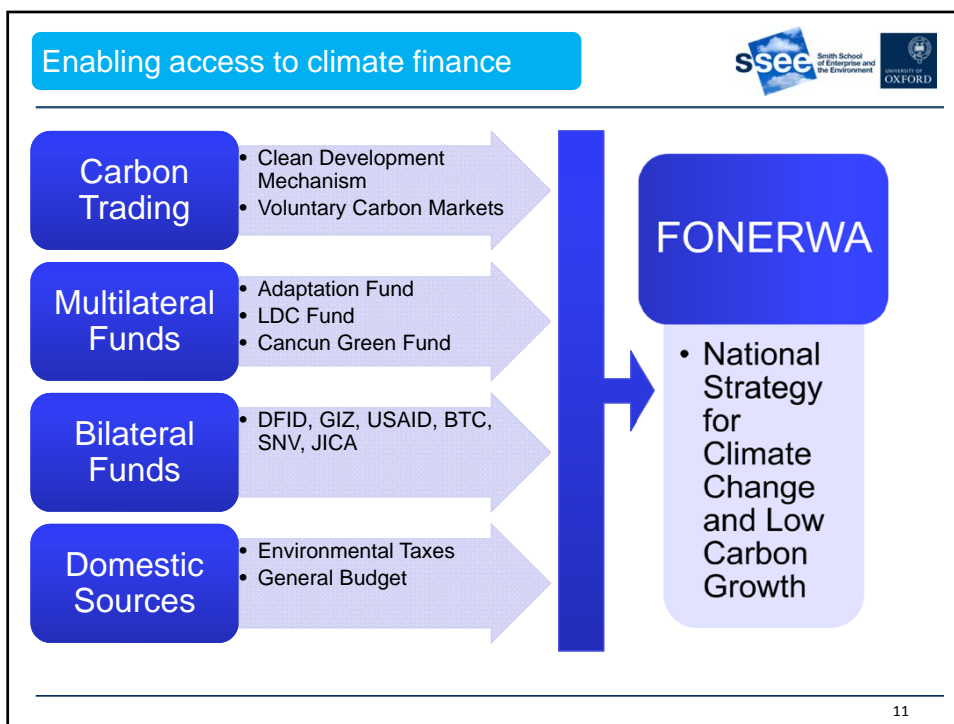 Enabling access to climate finance
ssee
Smith School
of Enterprise and
the Environment
UNIVERSITY OF
OXFORD
Carbon
Trading
• Clean Development
Mechanism
• Voluntary Carbon Markets
Multilateral
Funds
• Adaptation Fund
• LDC Fund
• Cancun Green Fund
Bilateral
Funds
• DFID, GIZ, USAID, BTC,
SNV, JICA
Domestic
Sources
• Environmental Taxes
• General Budget
FONERWA
• National
Strategy
for
Climate
Change
and Low
Carbon
Growth
11